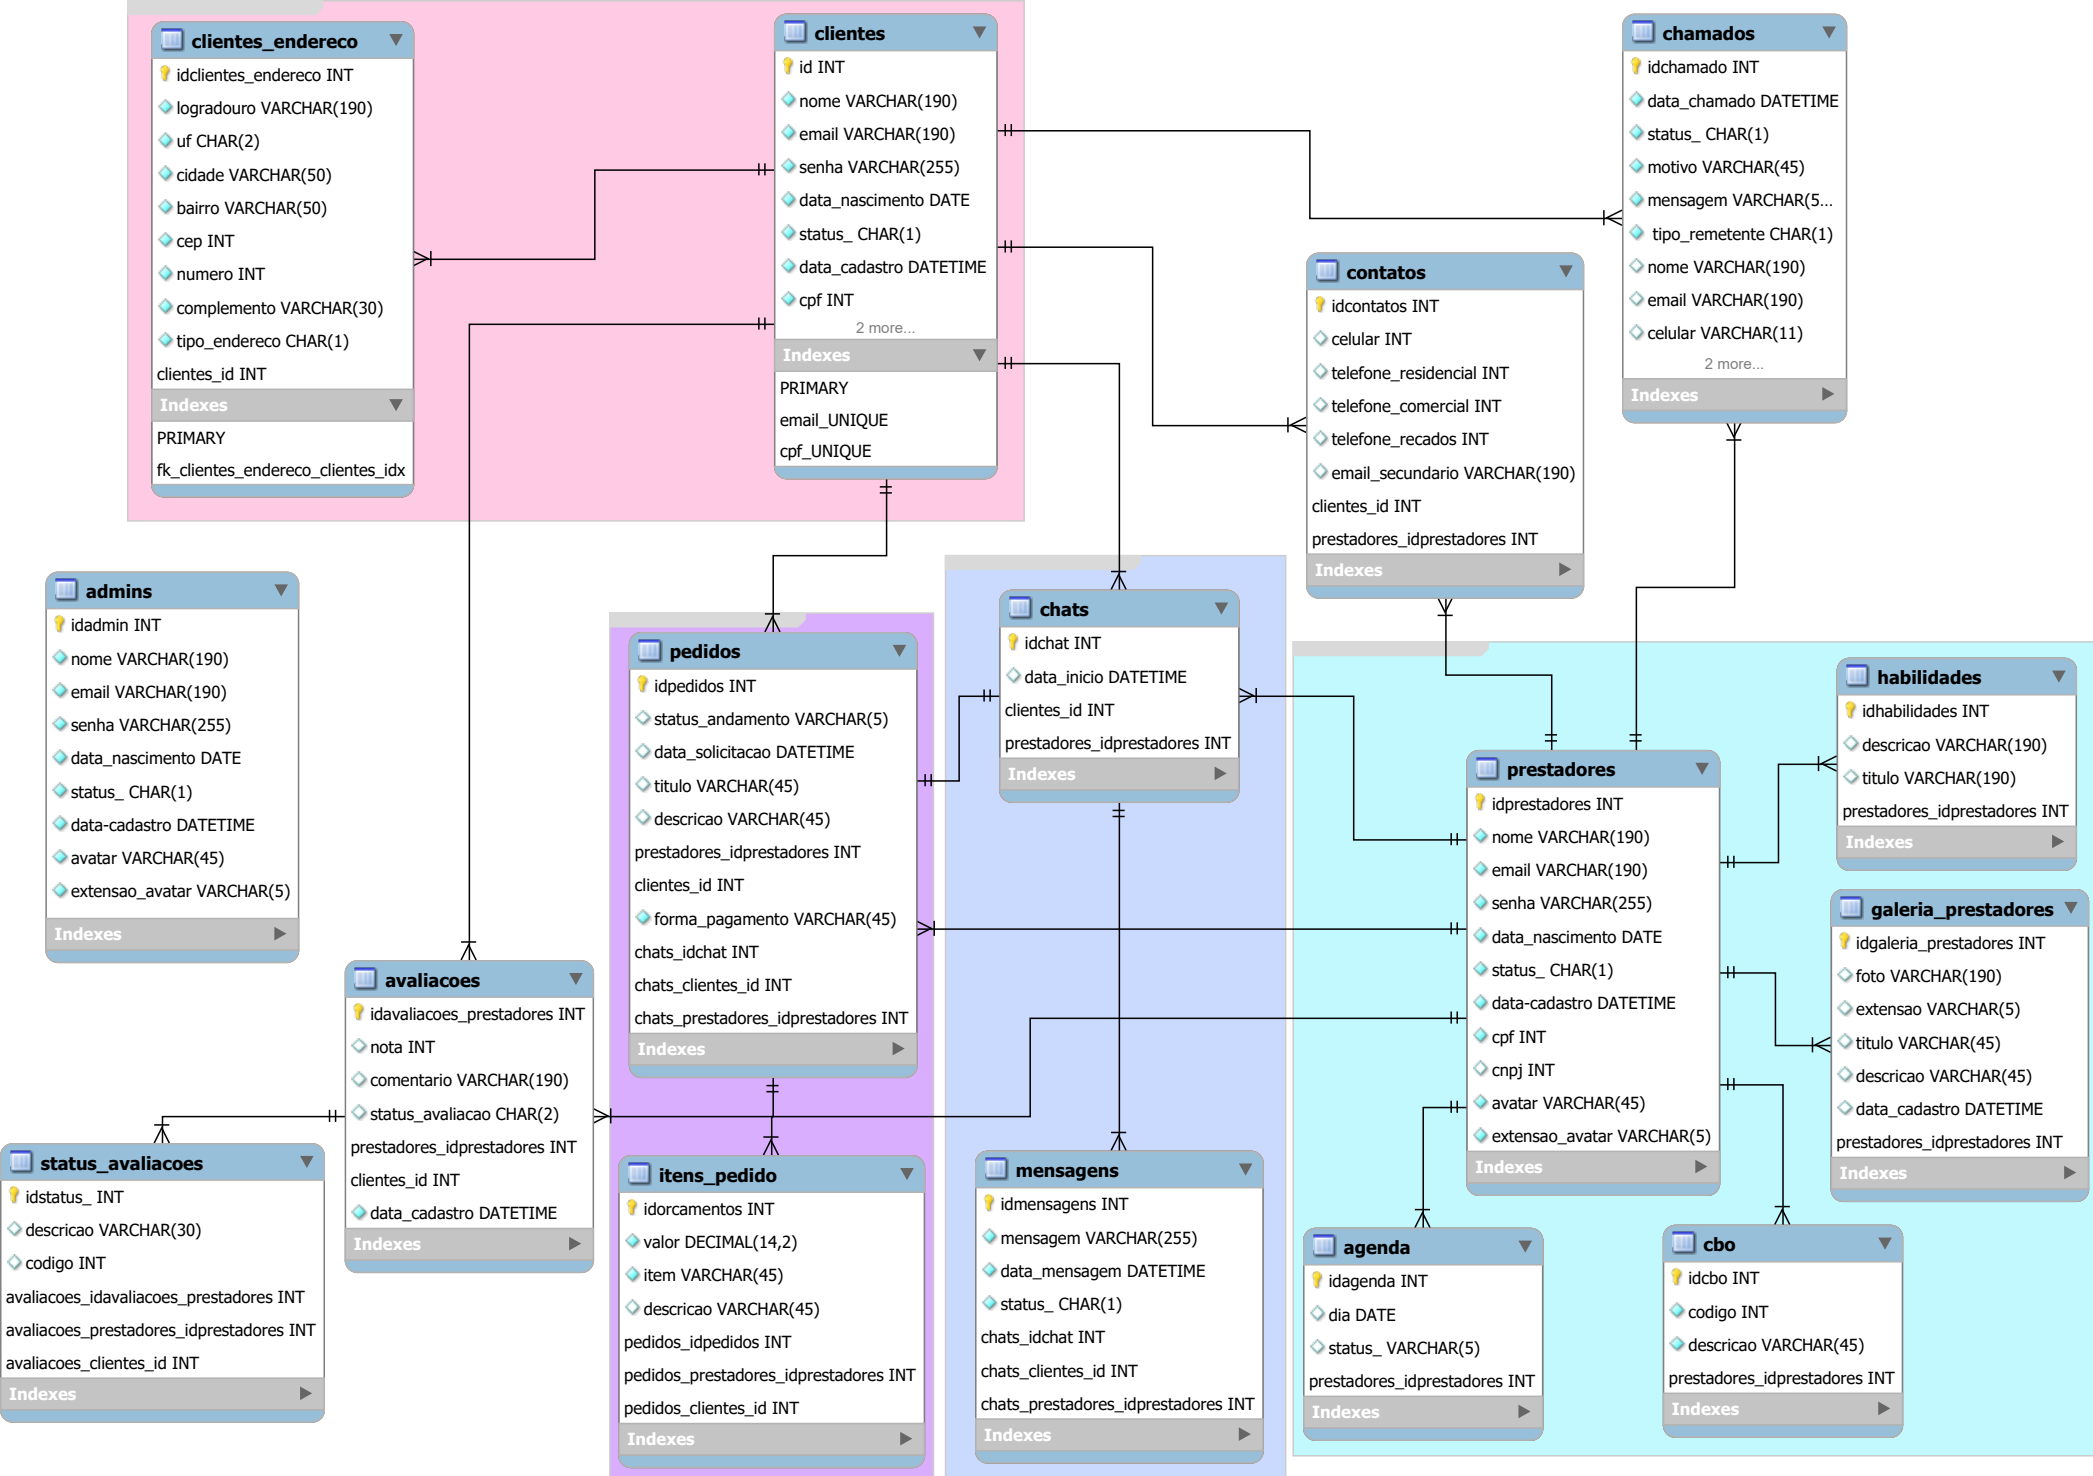 clientes_endereco
idclientes_endereco INT
logradouro VARCHAR(190)
uf CHAR(2)
cidade VARCHAR(50)
bairro VARCHAR(50)
cep INT
numero INT
complemento VARCHAR(30)
tipo_endereco CHAR(1)
clientes_id INT
Indexes
PRIMARY
fk_clientes_endereco_clientes_idx
clientes
id INT
nome VARCHAR(190)
email VARCHAR(190)
senha VARCHAR(255)
data_nascimento DATE
status_ CHAR(1)
data_cadastro DATETIME
cpf INT
2 more...
Indexes
PRIMARY
email_UNIQUE
cpf_UNIQUE
chamados
idchamado INT
data_chamado DATETIME
status_ CHAR(1)
motivo VARCHAR(45)
mensagem VARCHAR(5...
tipo_remetente CHAR(1)
nome VARCHAR(190)
email VARCHAR(190)
celular VARCHAR(11)
2 more...
Indexes
contatos
idcontatos INT
celular INT
telefone_residencial INT
telefone_comercial INT
telefone_recados INT
email_secundario VARCHAR(190)
clientes_id INT
prestadores_idprestadores INT
Indexes
admins
idadmin INT
nome VARCHAR(190)
email VARCHAR(190)
senha VARCHAR(255)
data_nascimento DATE
status_ CHAR(1)
data-cadastro DATETIME
avatar VARCHAR(45)
extensao_avatar VARCHAR(5)
Indexes
pedidos
idpedidos INT
status_andamento VARCHAR(5)
data_solicitacao DATETIME
titulo VARCHAR(45)
descricao VARCHAR(45)
prestadores_idprestadores INT
clientes_id INT
forma_pagamento VARCHAR(45)
chats_idchat INT
chats_clientes_id INT
chats_prestadores_idprestadores INT
Indexes
chats
idchat INT
data_inicio DATETIME
clientes_id INT
prestadores_idprestadores INT
Indexes
habilidades
idhabilidades INT
descricao VARCHAR(190)
titulo VARCHAR(190)
prestadores_idprestadores INT
Indexes
prestadores
idprestadores INT
nome VARCHAR(190)
email VARCHAR(190)
senha VARCHAR(255)
data_nascimento DATE
status_ CHAR(1)
data-cadastro DATETIME
cpf INT
cnpj INT
avatar VARCHAR(45)
extensao_avatar VARCHAR(5)
Indexes
galeria_prestadores
idgaleria_prestadores INT
foto VARCHAR(190)
extensao VARCHAR(5)
titulo VARCHAR(45)
descricao VARCHAR(45)
data_cadastro DATETIME
prestadores_idprestadores INT
Indexes
avaliacoes
idavaliacoes_prestadores INT
nota INT
comentario VARCHAR(190)
status_avaliacao CHAR(2)
prestadores_idprestadores INT
clientes_id INT
data_cadastro DATETIME
Indexes
status_avaliacoes
idstatus_ INT
descricao VARCHAR(30)
codigo INT
avaliacoes_idavaliacoes_prestadores INT
avaliacoes_prestadores_idprestadores INT
avaliacoes_clientes_id INT
Indexes
itens_pedido
idorcamentos INT
valor DECIMAL(14,2)
item VARCHAR(45)
descricao VARCHAR(45)
pedidos_idpedidos INT
pedidos_prestadores_idprestadores INT
pedidos_clientes_id INT
Indexes
mensagens
idmensagens INT
mensagem VARCHAR(255)
data_mensagem DATETIME
status_ CHAR(1)
chats_idchat INT
chats_clientes_id INT
chats_prestadores_idprestadores INT
Indexes
agenda
idagenda INT
dia DATE
status_ VARCHAR(5)
prestadores_idprestadores INT
Indexes
cbo
idcbo INT
codigo INT
descricao VARCHAR(45)
prestadores_idprestadores INT
Indexes